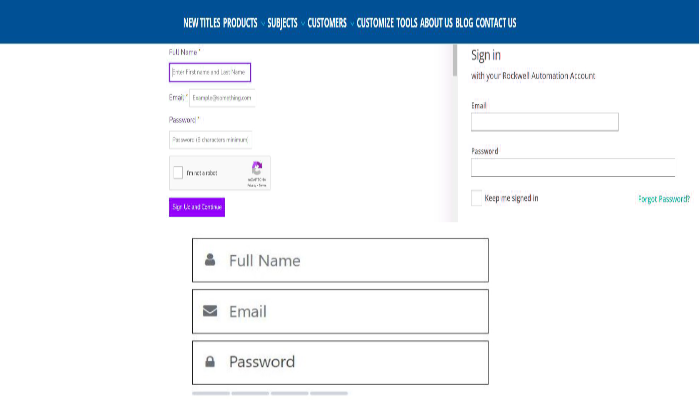 NEW TITLES PRODUCTS SUBJECTS CUSTOMERS CUSTOMIZE TOOLS ABOUT US BLOG CONTACT US
Full Name *
Enter First name and Last Name
Email * Example@something.com
Password *
Password (8 characters minimum)
I'm not a robot
reCAPTCHA
Privacy - Terms
Sign Up and Continue
Sign in
with your Rockwell Automation Account
Email
Password
Keep me signed in
Forgot Password?
Full Name
Email
Password